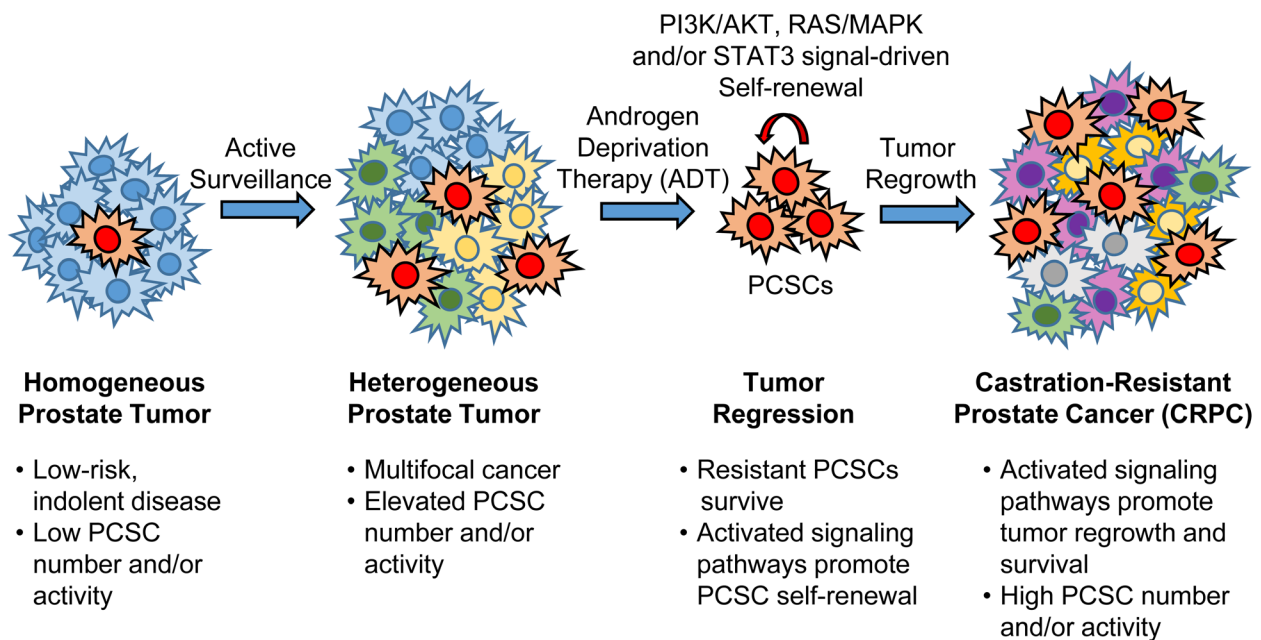 PI3K/AKT, RAS/MAPK
and/or STAT3 signal-driven
Self-renewal
Active
Surveillance
Androgen
Deprivation
Therapy (ADT)
Tumor
Regrowth
PCSCs
Homogeneous
Prostate Tumor
• Low-risk,
indolent disease
• Low PCSC
number and/or
activity
Heterogeneous
Prostate Tumor
• Multifocal cancer
• Elevated PCSC
number and/or
activity
Tumor
Regression
• Resistant PCSCs
survive
• Activated signaling
pathways promote
PCSC self-renewal
Castration-Resistant
Prostate Cancer (CRPC)
• Activated signaling
pathways promote
tumor regrowth and
survival
• High PCSC number
and/or activity